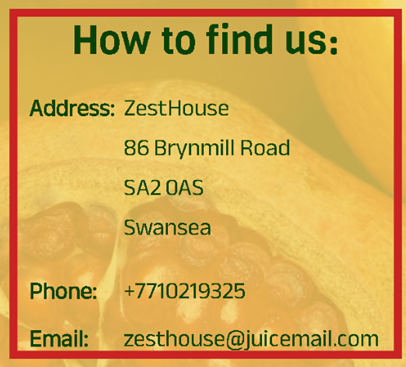 How to find us:
Address: ZestHouse
86 Brynmill Road
SA2 0AS
Swansea
Phone: +7710219325
Email: zesthouse@juicemail.com